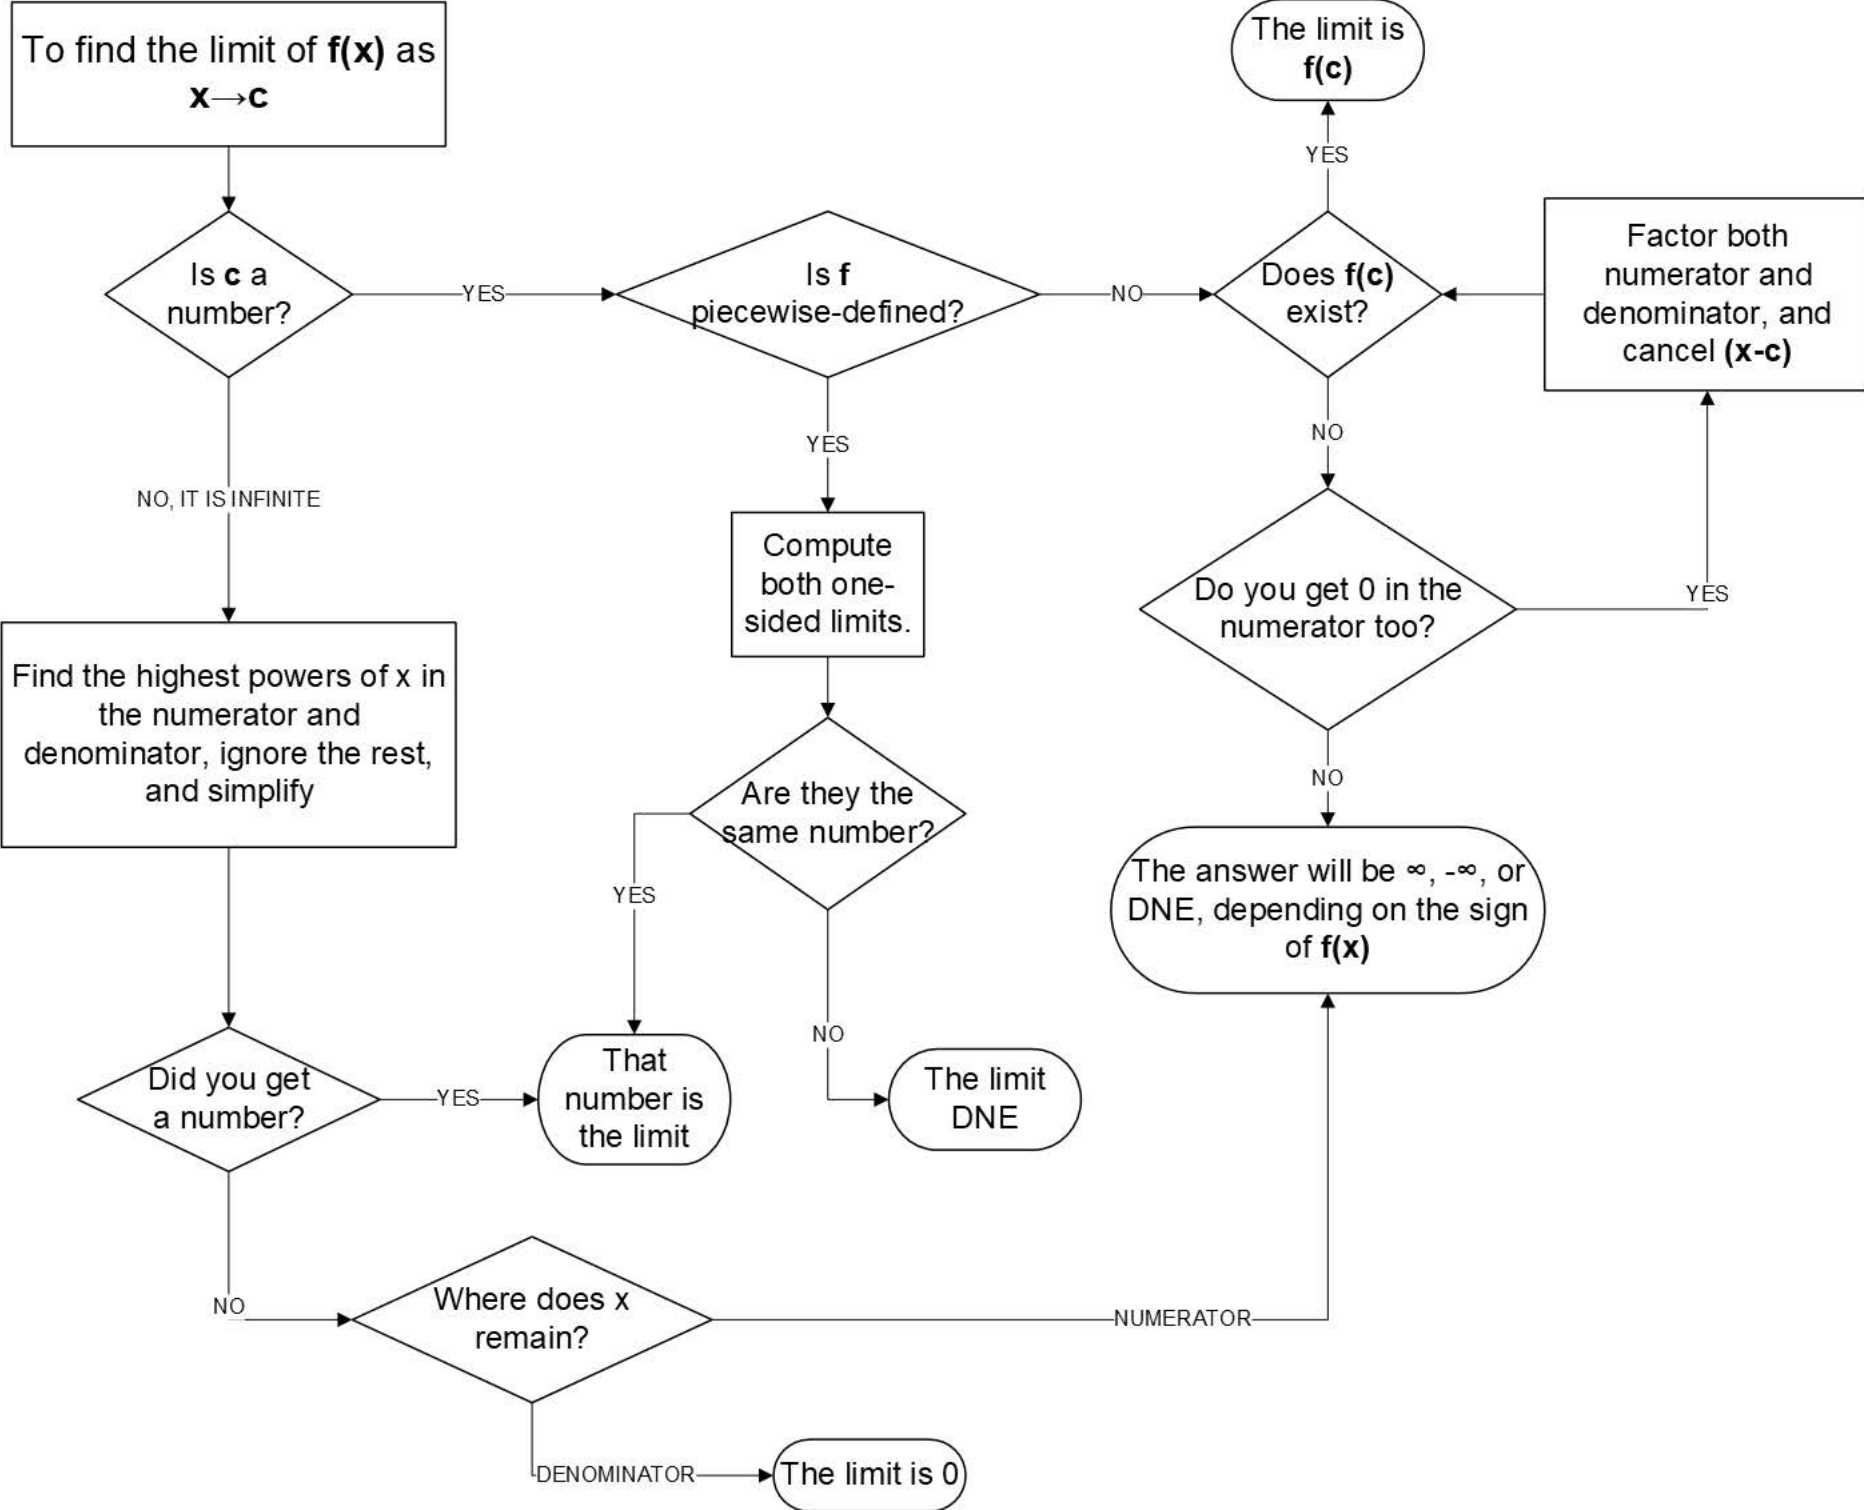 To find the limit of f(x) as
x→c
The limit is
f(c)
YES
Is c a
number?
YES
Is f
piecewise-defined?
NO
Does f(c)
exist?
Factor both
numerator and
denominator, and
cancel (x-c)
NO, IT IS INFINITE
YES
NO
Compute
both one-
sided limits.
Do you get 0 in the
numerator too?
YES
Find the highest powers of x in
the numerator and
denominator, ignore the rest,
and simplify
Are they the
same number?
YES
NO
NO
The answer will be ∞, -∞, or
DNE, depending on the sign
of f(x)
Did you get
a number?
YES
That
number is
the limit
The limit
DNE
NO
Where does x
remain?
NUMERATOR
DENOMINATOR
The limit is 0